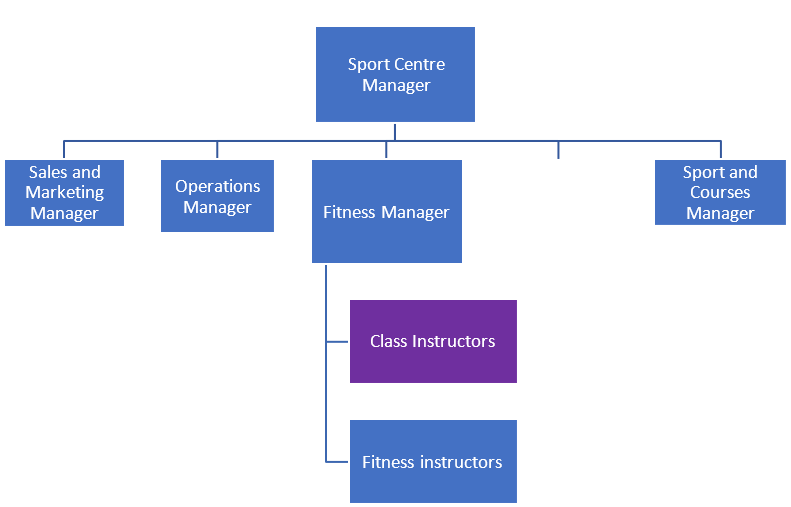 Sport Centre
Manager
Sales and
Marketing
Manager
Operations
Manager
Fitness Manager
Sport and
Courses
Manager
Class Instructors
Fitness instructors